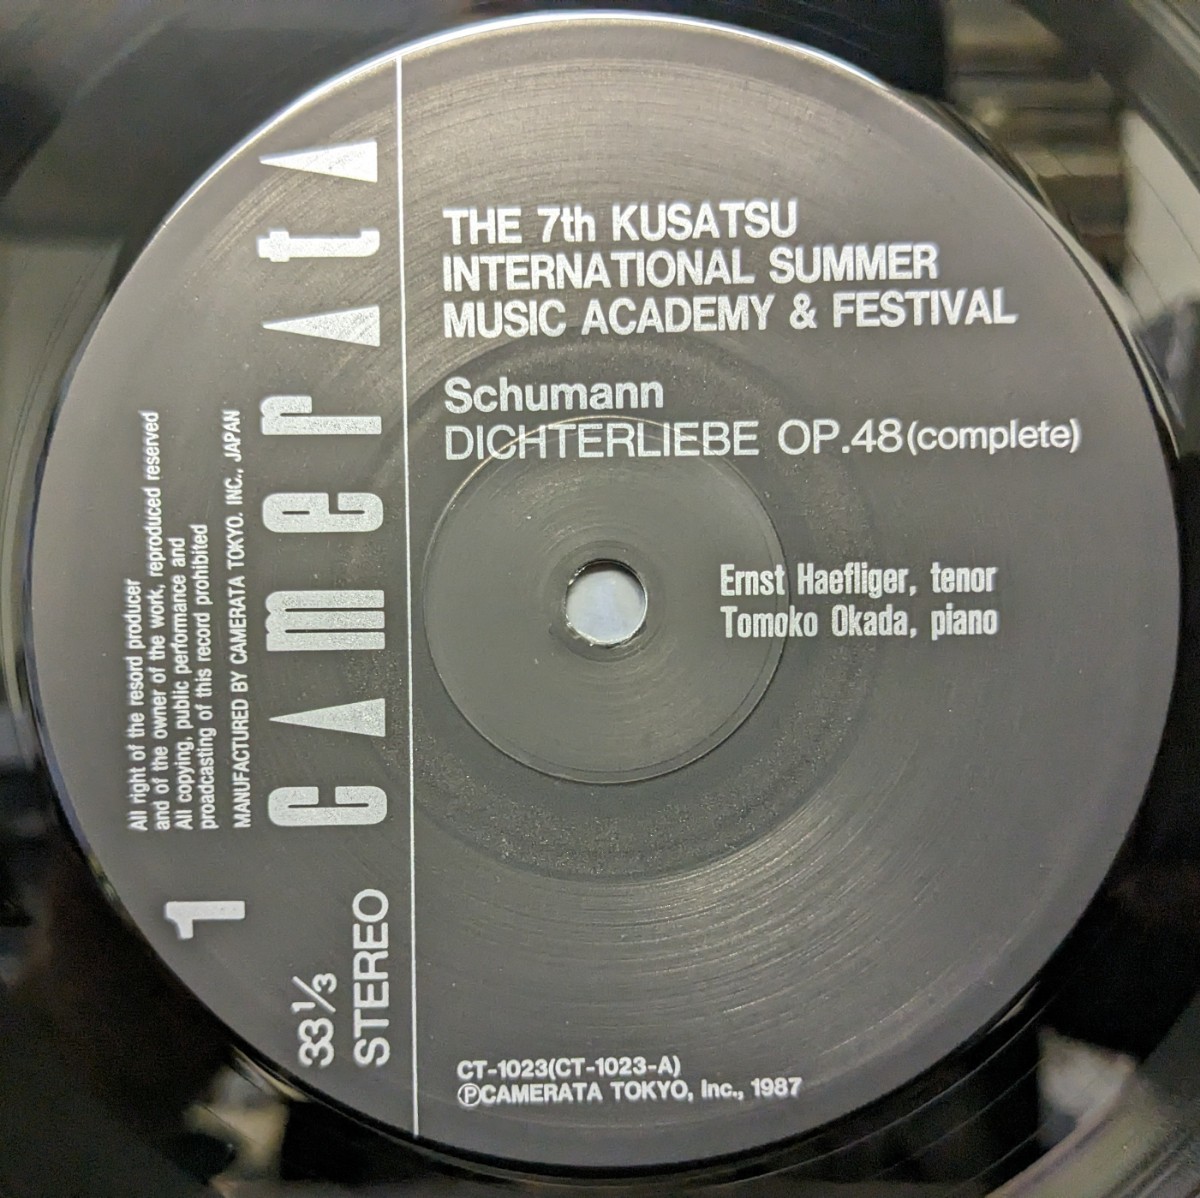 THE 7th KUSATSU
INTERNATIONAL SUMMER
MUSIC ACADEMY & FESTIVAL
Schumann
DICHTERLIEBE OP.48(complete)
Ernst Haefliger, tenor
Tomoko Okada, piano
CT-1023(CT-1023-A)
ⓅCAMERATA TOKYO, Inc., 1987
camerata
33⅓
STEREO
1
All right of the resord producer
and of the owner of the work, reproduced reserved
All copying, public performance and
proadcasting of this record prohibited
MANUFACTURED BY CAMERATA TOKYO. INC., JAPAN